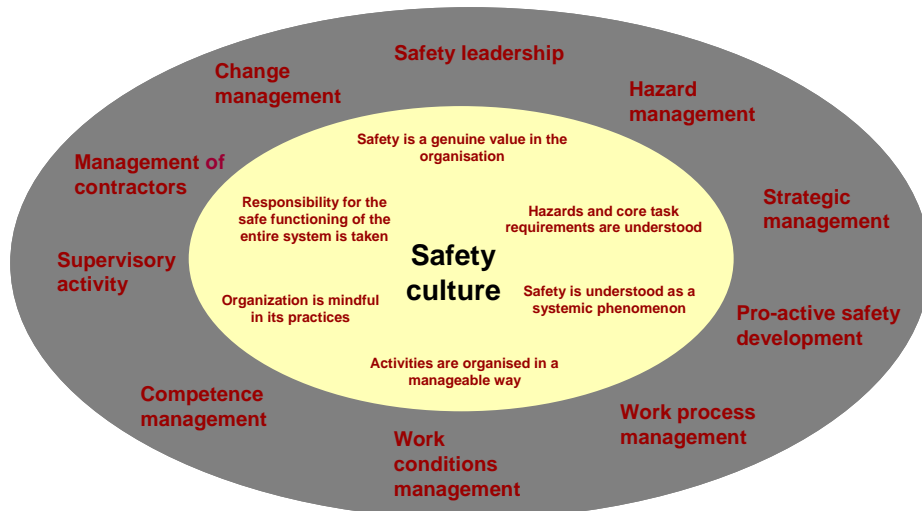 Safety leadership
Change
management
Hazard
management
Safety is a genuine value in the
organisation
Management of
contractors
Responsibility for the
safe functioning of the
entire system is taken
Hazards and core task
requirements are understood
Strategic
management
Safety
culture
Supervisory
activity
Organization is mindful
in its practices
Safety is understood as a
systemic phenomenon
Pro-active safety
development
Activities are organised in a
manageable way
Competence
management
Work process
management
Work
conditions
management